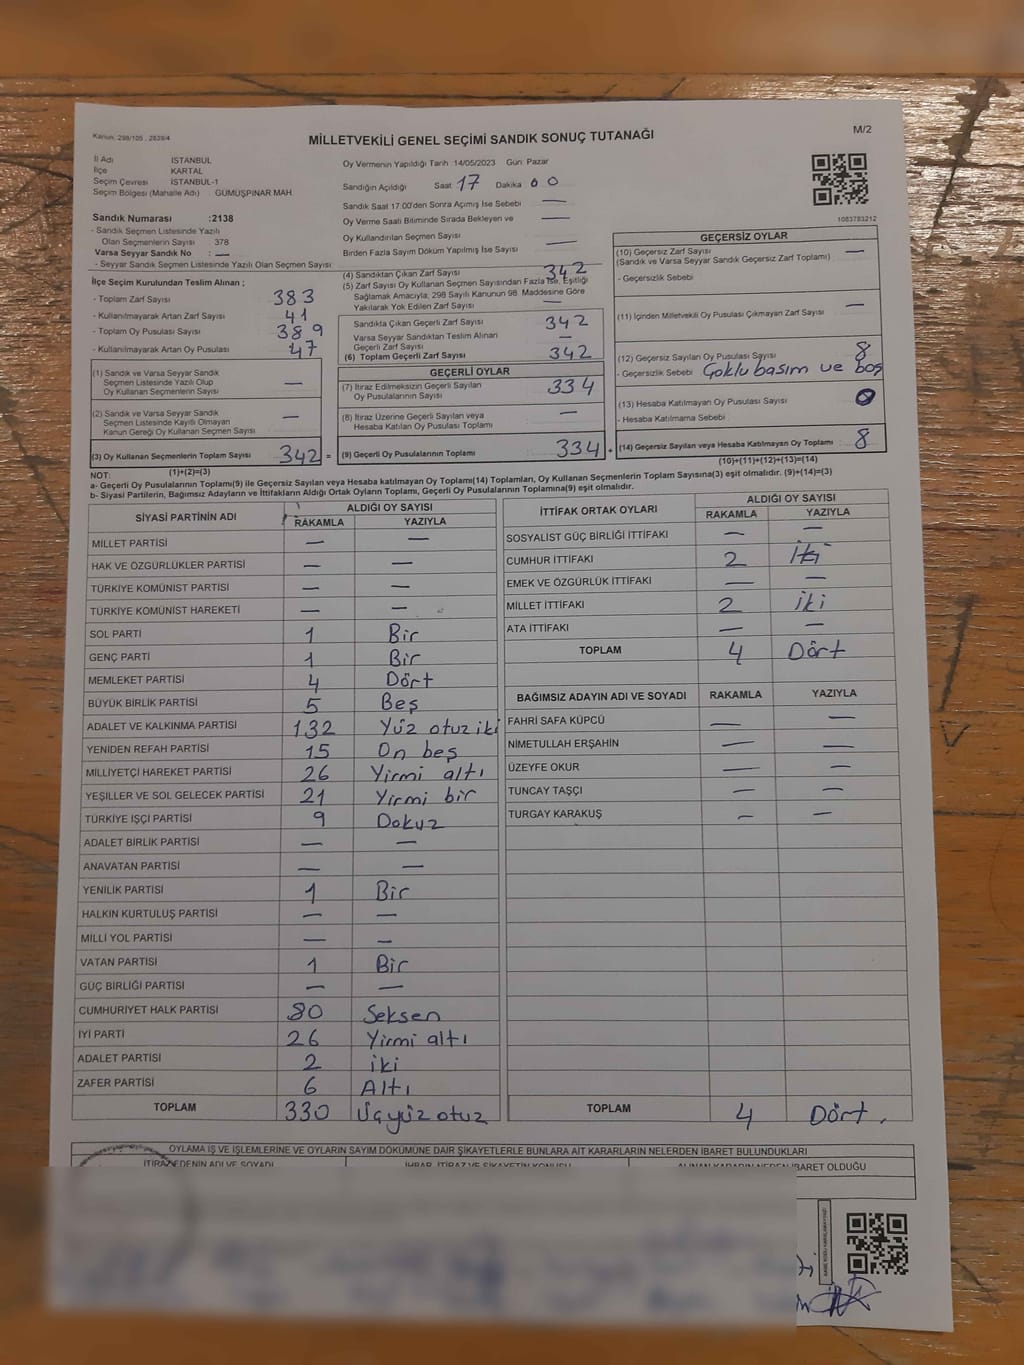 Kanun: 298/105, 2839/4
MİLLETVEKİLİ GENEL SEÇİMİ SANDIK SONUÇ TUTANAĞI
M/2
İl Adı İSTANBUL
İlçe KARTAL
Seçim Çevresi İSTANBUL-1
Seçim Bölgesi (Mahalle Adı) GÜMÜŞPINAR MAH
Sandık Numarası :2138
- Sandık Seçmen Listesinde Yazılı
Olan Seçmenlerin Sayısı : 378
Varsa Seyyar Sandık No : —
- Seyyar Sandık Seçmen Listesinde Yazılı Olan Seçmen Sayısı:
Oy Vermenin Yapıldığı Tarih :14/05/2023 Gün: Pazar
Sandığın Açıldığı Saat 17 Dakika 00
Sandık Saat 17:00'den Sonra Açımış İse Sebebi —
Oy Verme Saati Bitiminde Sırada Bekleyen ve —
Oy Kullandırılan Seçmen Sayısı
Birden Fazla Sayım Döküm Yapılmış İse Sayısı —
1083783212
İlçe Seçim Kurulundan Teslim Alınan ;
- Toplam Zarf Sayısı 383
- Kullanılmayarak Artan Zarf Sayısı 41
- Toplam Oy Pusulası Sayısı 389
- Kullanılmayarak Artan Oy Pusulası 47
(1) Sandık ve Varsa Seyyar Sandık
Seçmen Listesinde Yazılı Olup
Oy Kullanan Seçmenlerin Sayısı —
(2) Sandık ve Varsa Seyyar Sandık
Seçmen Listesinde Kayıtlı Olmayan
Kanun Gereği Oy Kullanan Seçmen Sayısı —
(3) Oy Kullanan Seçmenlerin Toplam Sayısı 342 =
(1)+(2)=(3)
(4) Sandıktan Çıkan Zarf Sayısı 342
(5) Zarf Sayısı Oy Kullanan Seçmen Sayısından Fazla İse, Eşitliği
Sağlamak Amacıyla, 298 Sayılı Kanunun 98. Maddesine Göre
Yakılarak Yok Edilen Zarf Sayısı —
Sandıkta Çıkan Geçerli Zarf Sayısı 342
Varsa Seyyar Sandıktan Teslim Alınan
Geçerli Zarf Sayısı —
(6) Toplam Geçerli Zarf Sayısı 342
GEÇERLİ OYLAR
(7) İtiraz Edilmeksizin Geçerli Sayılan
Oy Pusulalarının Sayısı 334
(8) İtiraz Üzerine Geçerli Sayılan veya
Hesaba Katılan Oy Pusulası Toplamı —
(9) Geçerli Oy Pusulalarının Toplamı 334 +
GEÇERSİZ OYLAR
(10) Geçersiz Zarf Sayısı —
(Sandık ve Varsa Seyyar Sandık Geçersiz Zarf Toplamı)
- Geçersizlik Sebebi
(11) İçinden Milletvekili Oy Pusulası Çıkmayan Zarf Sayısı —
(12) Geçersiz Sayılan Oy Pusulası Sayısı 8
- Geçersizlik Sebebi Çoklu basım ve boş
(13) Hesaba Katılmayan Oy Pusulası Sayısı
- Hesaba Katılmama Sebebi
(14) Geçersiz Sayılan veya Hesaba Katılmayan Oy Toplamı 8
(10)+(11)+(12)+(13)=(14)
NOT:
a- Geçerli Oy Pusulalarının Toplamı(9) ile Geçersiz Sayılan veya Hesaba katılmayan Oy Toplamı(14) Toplamları, Oy Kullanan Seçmenlerin Toplam Sayısına(3) eşit olmalıdır. (9)+(14)=(3)
b- Siyasi Partilerin, Bağımsız Adayların ve İttifakların Aldığı Ortak Oyların Toplamı, Geçerli Oy Pusulalarının Toplamına(9) eşit olmalıdır.
SİYASİ PARTİNİN ADI ALDIĞI OY SAYISI
RAKAMLA YAZIYLA
MİLLET PARTİSİ — —
HAK VE ÖZGÜRLÜKLER PARTİSİ — —
TÜRKİYE KOMÜNİST PARTİSİ — —
TÜRKİYE KOMÜNİST HAREKETİ — —
SOL PARTİ 1 Bir
GENÇ PARTİ 1 Bir
MEMLEKET PARTİSİ 4 Dört
BÜYÜK BİRLİK PARTİSİ 5 Beş
ADALET VE KALKINMA PARTİSİ 132 Yüz otuz iki
YENİDEN REFAH PARTİSİ 15 On beş
MİLLİYETÇİ HAREKET PARTİSİ 26 Yirmi altı
YEŞİLLER VE SOL GELECEK PARTİSİ 21 Yirmi bir
TÜRKİYE İŞÇİ PARTİSİ 9 Dokuz
ADALET BİRLİK PARTİSİ — —
ANAVATAN PARTİSİ — —
YENİLİK PARTİSİ 1 Bir
HALKIN KURTULUŞ PARTİSİ — —
MİLLİ YOL PARTİSİ — —
VATAN PARTİSİ 1 Bir
GÜÇ BİRLİĞİ PARTİSİ — —
CUMHURİYET HALK PARTİSİ 80 Seksen
İYİ PARTİ 26 Yirmi altı
ADALET PARTİSİ 2 iki
ZAFER PARTİSİ 6 Altı
TOPLAM 330 Üçyüz otuz
İTTİFAK ORTAK OYLARI ALDIĞI OY SAYISI
RAKAMLA YAZIYLA
SOSYALİST GÜÇ BİRLİĞİ İTTİFAKI — —
CUMHUR İTTİFAKI 2 İki
EMEK VE ÖZGÜRLÜK İTTİFAKI — —
MİLLET İTTİFAKI 2 iki
ATA İTTİFAKI — —
TOPLAM 4 Dört
BAĞIMSIZ ADAYIN ADI VE SOYADI RAKAMLA YAZIYLA
FAHRİ SAFA KÜPCÜ — —
NİMETULLAH ERŞAHİN — —
ÜZEYFE OKUR — —
TUNCAY TAŞÇI — —
TURGAY KARAKUŞ — —
TOPLAM 4 Dört.
OYLAMA İŞ VE İŞLEMLERİNE VE OYLARIN SAYIM DÖKÜMÜNE DAİR ŞİKAYETLERLE BUNLARA AİT KARARLARIN NELERDEN İBARET BULUNDUKLARI
İTİRAZ EDENİN ADI VE SOYADI İHBAR, İTİRAZ VE ŞİKAYETİN KONUSU ALINAN KARARIN NEDEN İBARET OLDUĞU